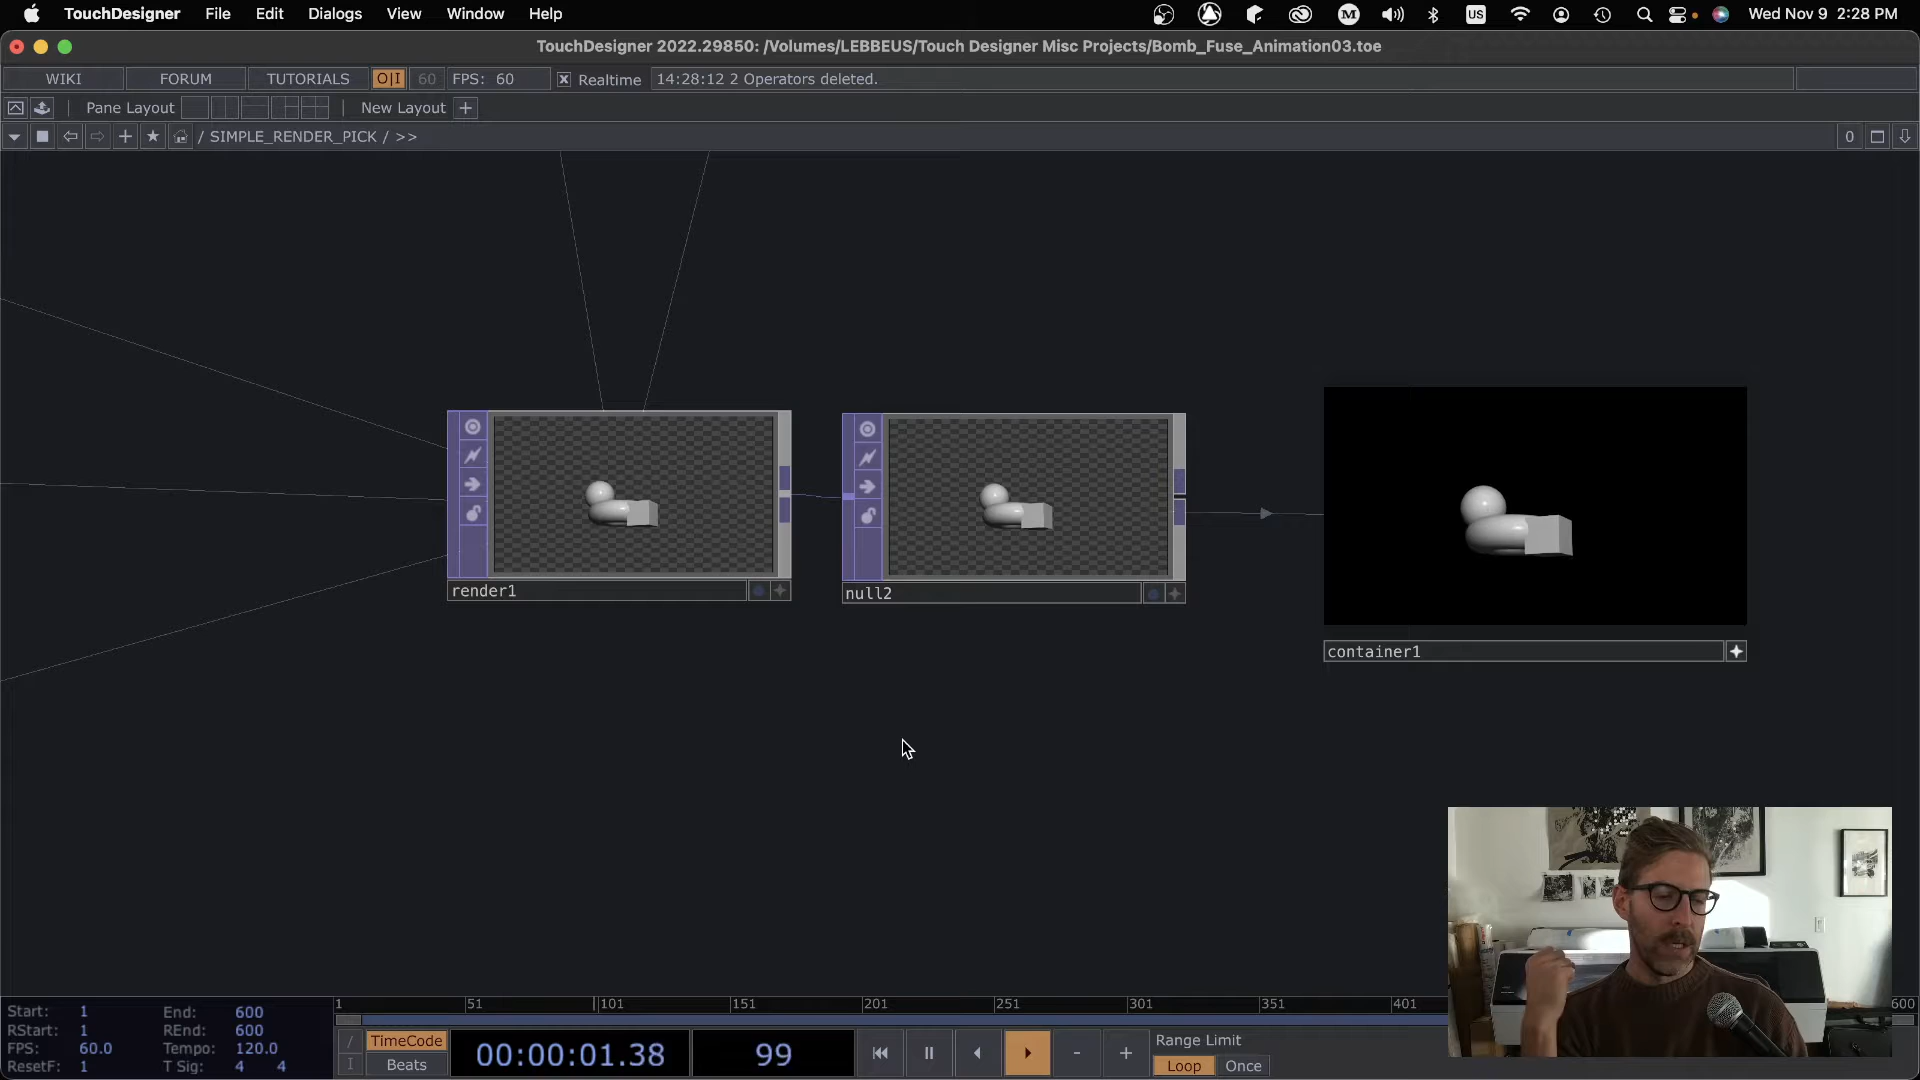 TouchDesigner File Edit Dialogs View Window Help M US Wed Nov 9 2:28 PM
TouchDesigner 2022.29850: /Volumes/LEBBEUS/Touch Designer Misc Projects/Bomb_Fuse_Animation03.toe
WIKI FORUM TUTORIALS O|I 60 FPS: 60 Realtime 14:28:12 2 Operators deleted.
Pane Layout New Layout +
/ SIMPLE_RENDER_PICK / >> 0
render1
null2
container1
1 51 101 151 201 251 301 351 401 600
Start: 1 End: 600
RStart: 1 REnd: 600
FPS: 60.0 Tempo: 120.0
ResetF: 1 T Sig: 4 4
/ TimeCode
I Beats
00:00:01.38
99
- +
Range Limit
Loop Once